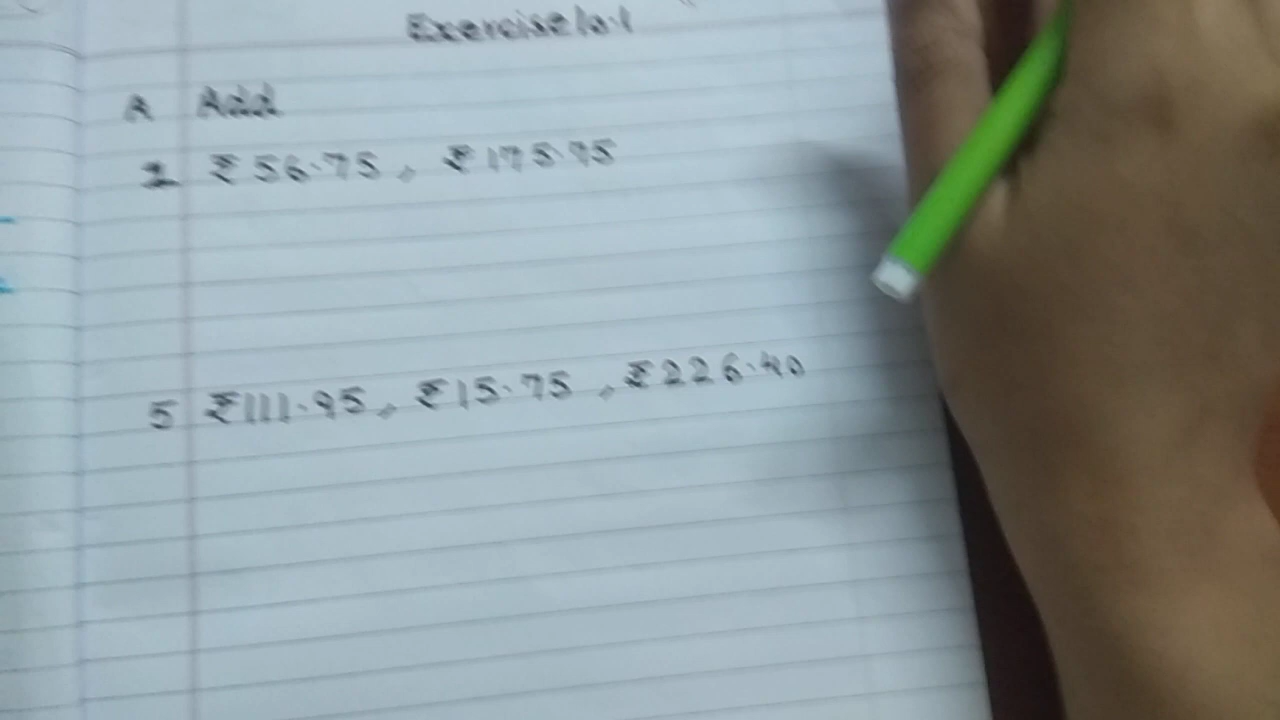 Exercise 10.1
A Add
2 ₹56.75, ₹175.75
5 ₹111.95, ₹15.75, ₹226.40